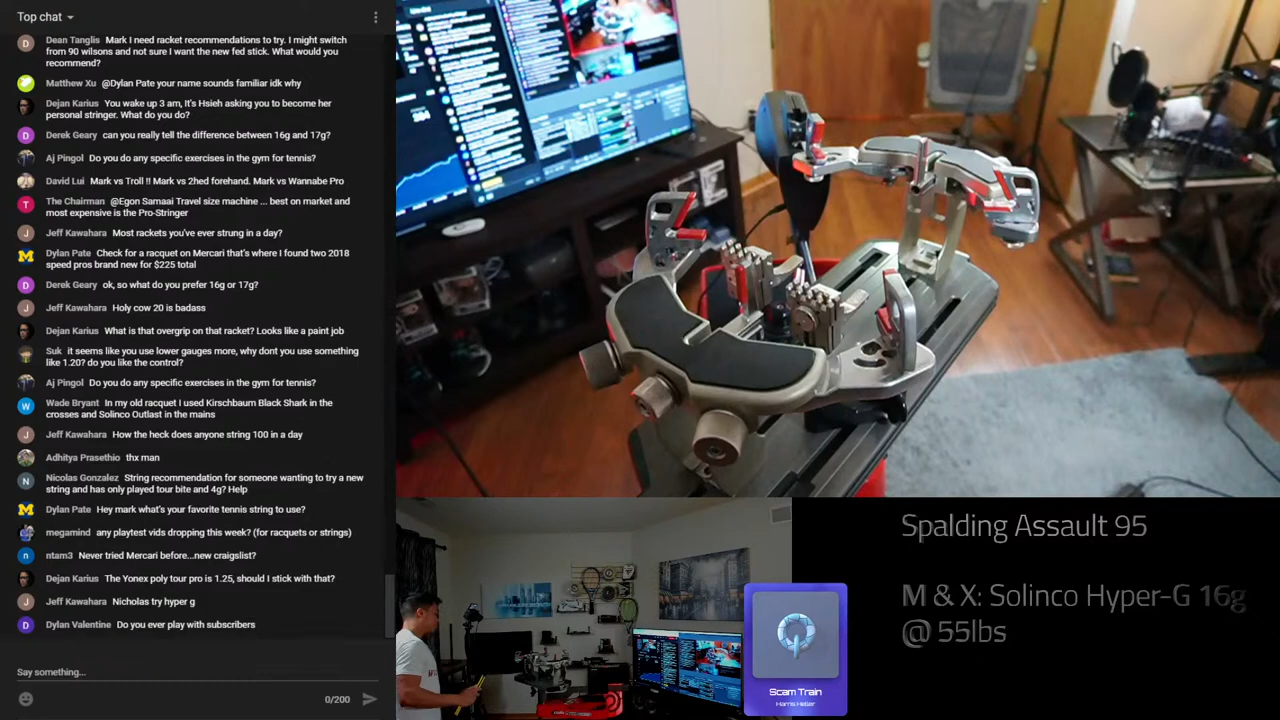 Top chat
Dean Tanglis Mark I need racket recommendations to try. I might switch
from 90 wilsons and not sure I want the new fed stick. What would you
recommend?
Matthew Xu @Dylan Pate your name sounds familiar idk why
Dejan Karius You wake up 3 am, it's Hsieh asking you to become her
personal stringer. What do you do?
D Derek Geary can you really tell the difference between 16g and 17g?
Aj Pingol Do you do any specific exercises in the gym for tennis?
David Lui Mark vs Troll !! Mark vs 2hed forehand. Mark vs Wannabe Pro
T The Chairman @Egon Samaai Travel size machine ... best on market and
most expensive is the Pro-Stringer
J Jeff Kawahara Most rackets you've ever strung in a day?
M Dylan Pate Check for a racquet on Mercari that's where I found two 2018
speed pros brand new for $225 total
D Derek Geary ok, so what do you prefer 16g or 17g?
J Jeff Kawahara Holy cow 20 is badass
Dejan Karius What is that overgrip on that racket? Looks like a paint job
Suk it seems like you use lower gauges more, why dont you use something
like 1.20? do you like the control?
Aj Pingol Do you do any specific exercises in the gym for tennis?
W Wade Bryant In my old racquet I used Kirschbaum Black Shark in the
crosses and Solinco Outlast in the mains
J Jeff Kawahara How the heck does anyone string 100 in a day
A Adhitya Prasethio thx man
N Nicolas Gonzalez String recommendation for someone wanting to try a new
string and has only played tour bite and 4g? Help
M Dylan Pate Hey mark what's your favorite tennis string to use?
megamind any playtest vids dropping this week? (for racquets or strings)
n ntam3 Never tried Mercari before...new craigslist?
Dejan Karius The Yonex poly tour pro is 1.25, should I stick with that?
J Jeff Kawahara Nicholas try hyper g
D Dylan Valentine Do you ever play with subscribers
Say something...
0/200
Spalding Assault 95
M & X: Solinco Hyper-G 16g
@ 55lbs
Scam Train
Harris Heller